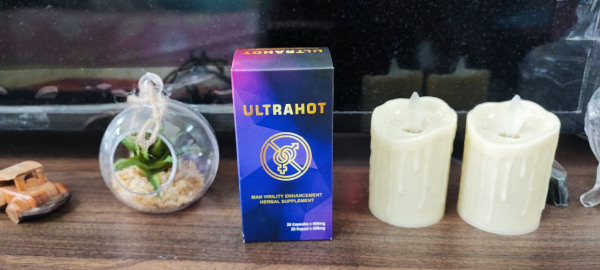 ULTRAHOT
ULTRAHOT
MAN VIRILITY ENHANCEMENT
HERBAL SUPPLEMENT